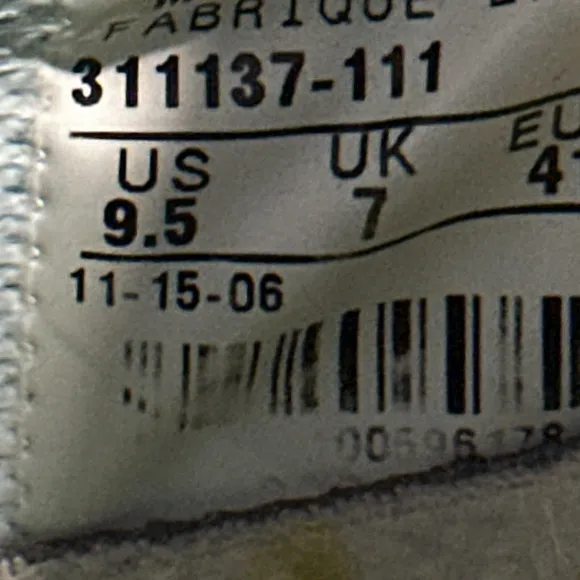 FABRIQUE
311137-111
US UK EU
9.5 7
11-15-06